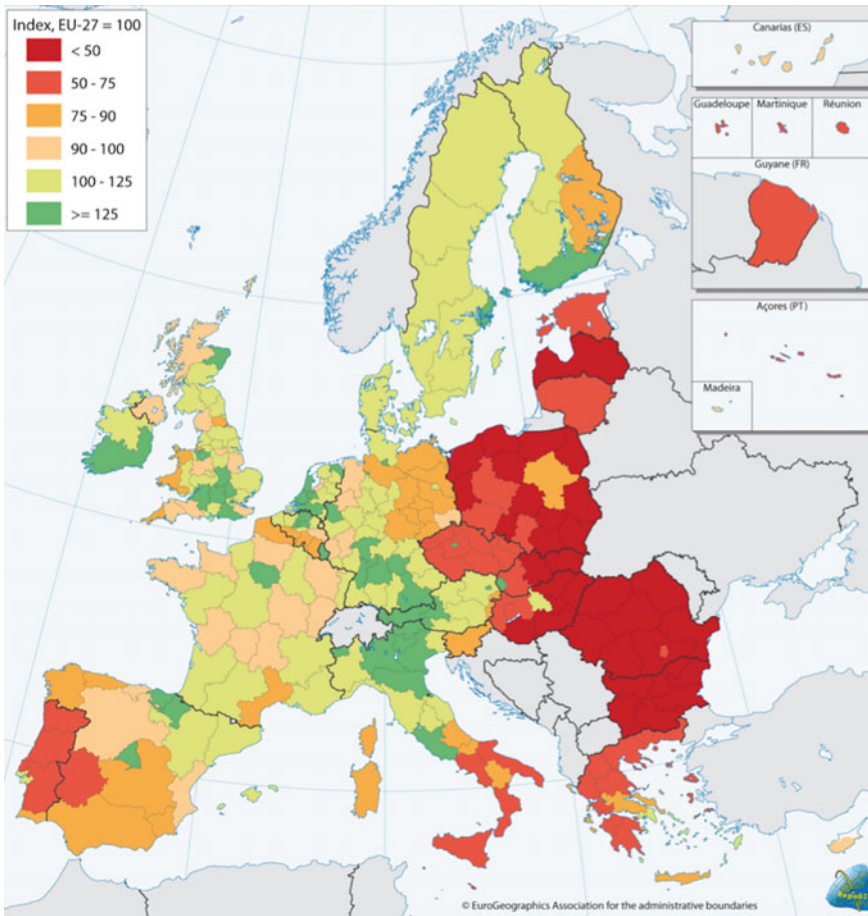 Index, EU-27 = 100
< 50
50 - 75
75 - 90
90 - 100
100 - 125
>= 125
Canarias (ES)
Guadeloupe
Martinique
Réunion
Guyane (FR)
Açores (PT)
Madeira
© EuroGeographics Association for the administrative boundaries